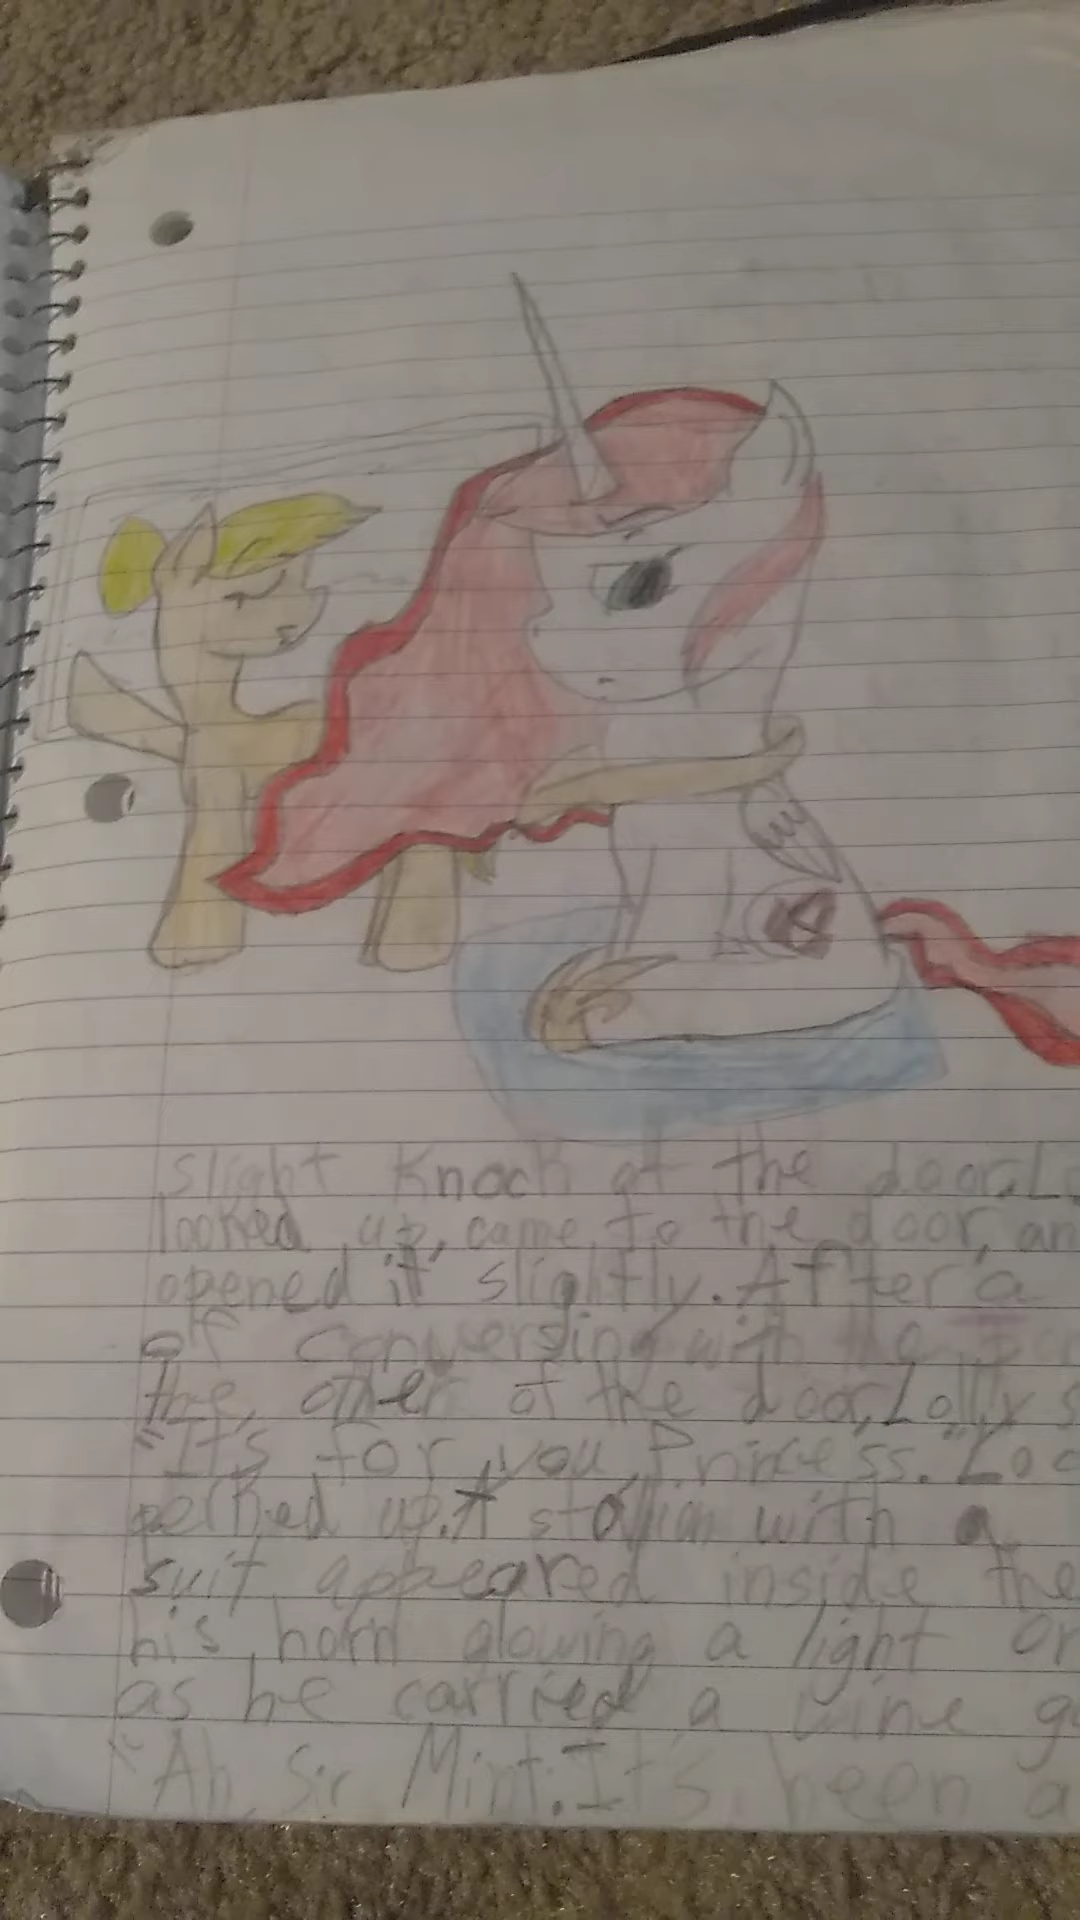 slight knock at the door. L
looked up, came to the door, an
opened it slightly. After a
of conversing with the
the other of the door, Lolly s
"It's for you, Princess." Loc
perked up. A stallion with a
suit appeared inside the
his horn glowing a light or
as he carried a wine g
"Ah, Sir Mint. It's been a